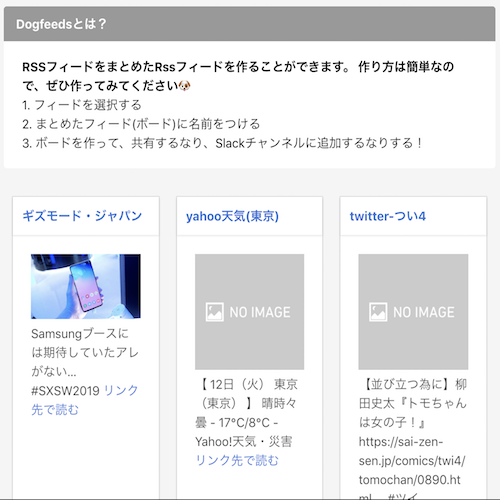 Dogfeedsとは？
RSSフィードをまとめたRssフィードを作ることができます。 作り方は簡単なの
で、ぜひ作ってみてください🐶
1. フィードを選択する
2. まとめたフィード(ボード)に名前をつける
3. ボードを作って、共有するなり、Slackチャンネルに追加するなりする！
ギズモード・ジャパン
Samsungブースに
は期待していたアレ
がない...
#SXSW2019 リンク
先で読む
yahoo天気(東京)
NO IMAGE
【 12日（火） 東京
（東京） 】 晴時々
曇 - 17℃/8℃ -
Yahoo!天気・災害
リンク先で読む
twitter-つい4
NO IMAGE
【並び立つ為に】柳
田史太『トモちゃん
は女の子！』
https://sai-zen-
sen.jp/comics/twi4/
tomochan/0890.ht
ml … #ツイ